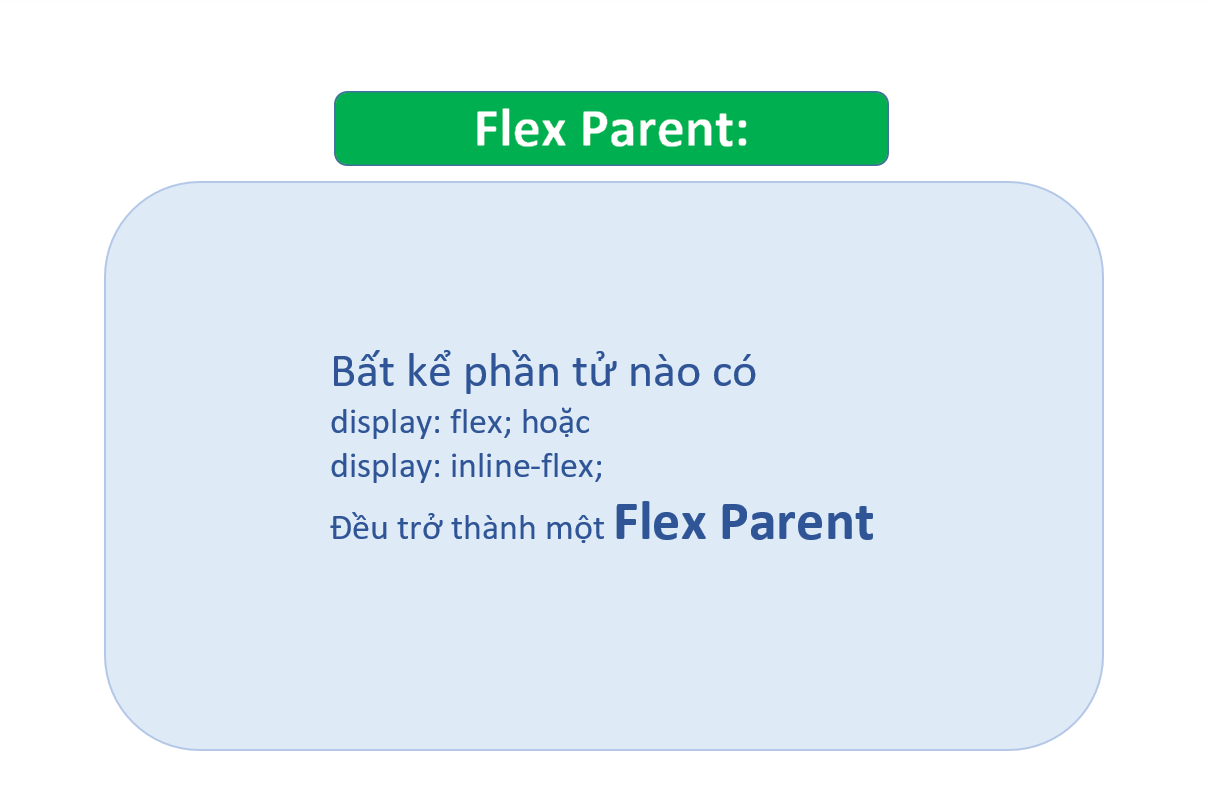 Flex Parent:
Bất kể phần tử nào có
display: flex; hoặc
display: inline-flex;
Đều trở thành một Flex Parent